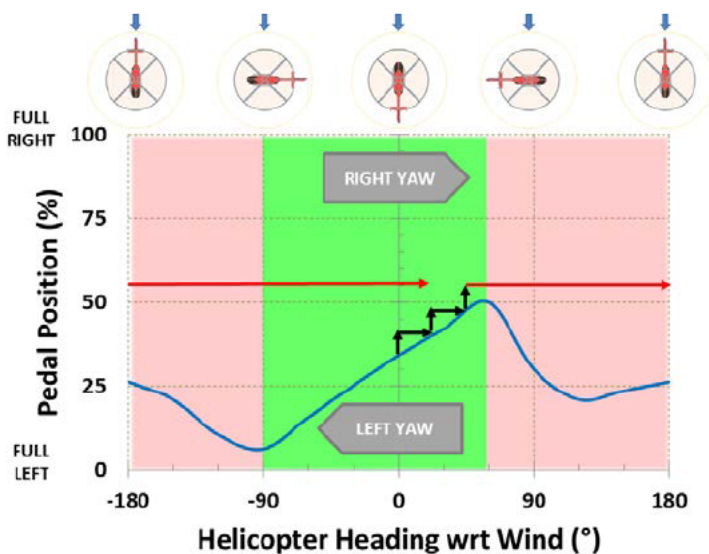 FULL
RIGHT
100
75
50
25
0
FULL
LEFT
Pedal Position (%)
RIGHT YAW
LEFT YAW
-180
-90
0
90
180
Helicopter Heading wrt Wind (°)